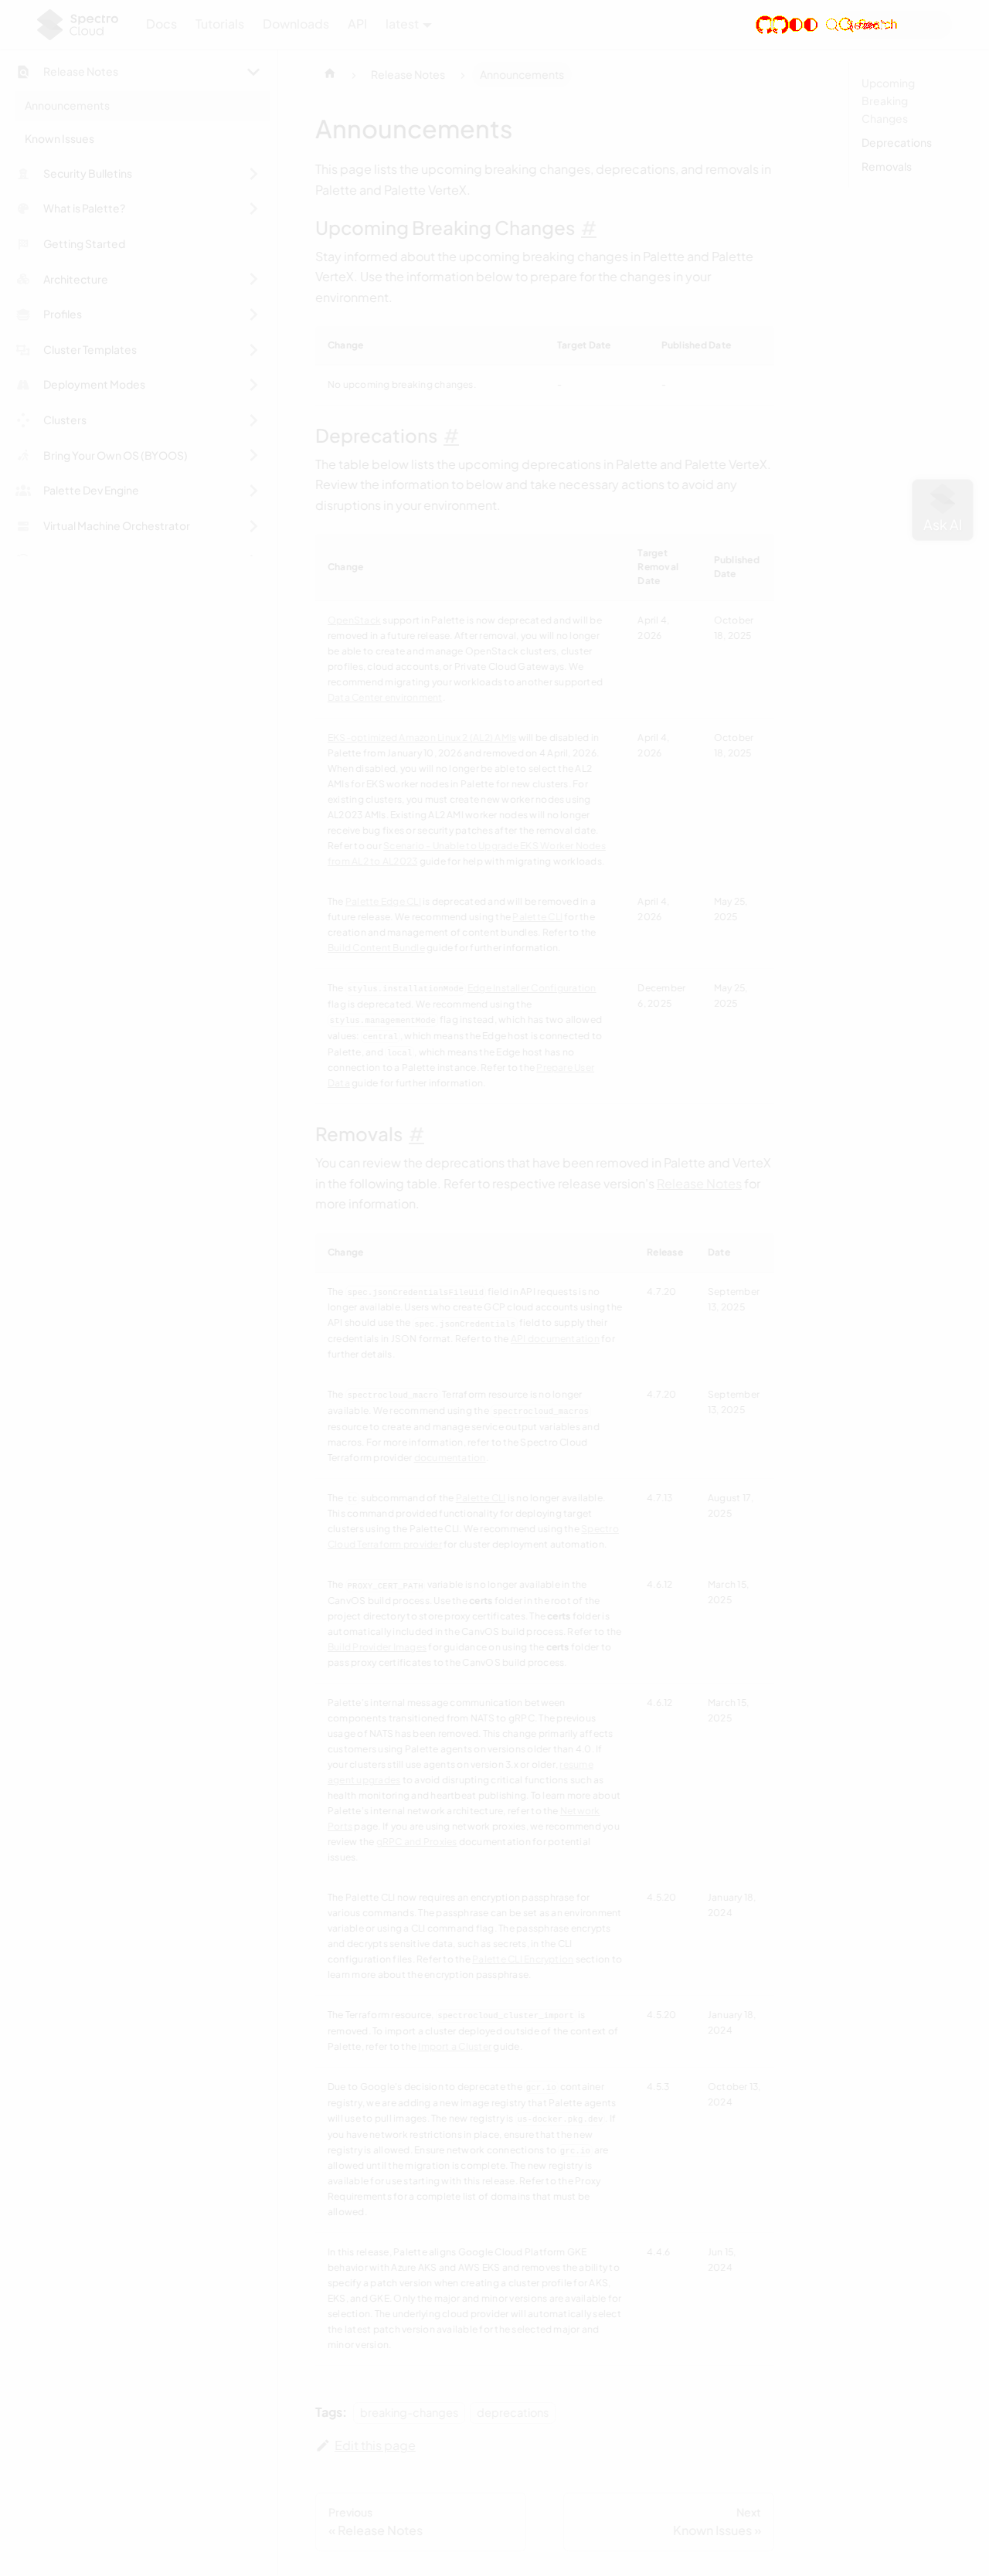 Spectro
Cloud
Docs
Tutorials
Downloads
API
latest
Release Notes
Announcements
Known Issues
Security Bulletins
What is Palette?
Getting Started
Architecture
Profiles
Cluster Templates
Deployment Modes
Clusters
Bring Your Own OS (BYOOS)
Palette Dev Engine
Virtual Machine Orchestrator
Release Notes
Announcements
Announcements
This page lists the upcoming breaking changes, deprecations, and removals in
Palette and Palette VerteX.
Upcoming Breaking Changes #
Stay informed about the upcoming breaking changes in Palette and Palette
VerteX. Use the information below to prepare for the changes in your
environment.
Change Target Date Published Date
No upcoming breaking changes. - -
Deprecations #
The table below lists the upcoming deprecations in Palette and Palette VerteX.
Review the information to below and take necessary actions to avoid any
disruptions in your environment.
Change Target Removal Date Published Date
OpenStack support in Palette is now deprecated and will be
removed in a future release. After removal, you will no longer
be able to create and manage OpenStack clusters, cluster
profiles, cloud accounts, or Private Cloud Gateways. We
recommend migrating your workloads to another supported
Data Center environment.
April 4,
2026
October
18, 2025
EKS-optimized Amazon Linux 2 (AL2) AMIs will be disabled in
Palette from January 10, 2026 and removed on 4 April, 2026.
When disabled, you will no longer be able to select the AL2
AMIs for EKS worker nodes in Palette for new clusters. For
existing clusters, you must create new worker nodes using
AL2023 AMIs. Existing AL2 AMI worker nodes will no longer
receive bug fixes or security patches after the removal date.
Refer to our Scenario - Unable to Upgrade EKS Worker Nodes
from AL2 to AL2023 guide for help with migrating workloads.
April 4,
2026
October
18, 2025
The Palette Edge CLI is deprecated and will be removed in a
future release. We recommend using the Palette CLI for the
creation and management of content bundles. Refer to the
Build Content Bundle guide for further information.
April 4,
2026
May 25,
2025
The stylus.installationMode Edge Installer Configuration
flag is deprecated. We recommend using the
stylus.managementMode flag instead, which has two allowed
values: central, which means the Edge host is connected to
Palette, and local, which means the Edge host has no
connection to a Palette instance. Refer to the Prepare User
Data guide for further information.
December
6, 2025
May 25,
2025
Removals #
You can review the deprecations that have been removed in Palette and VerteX
in the following table. Refer to respective release version's Release Notes for
more information.
Change Release Date
The spec.jsonCredentialsFileUid field in API requests is no
longer available. Users who create GCP cloud accounts using the
API should use the spec.jsonCredentials field to supply their
credentials in JSON format. Refer to the API documentation for
further details.
4.7.20
September
13, 2025
The spectrocloud_macro Terraform resource is no longer
available. We recommend using the spectrocloud_macros
resource to create and manage service output variables and
macros. For more information, refer to the Spectro Cloud
Terraform provider documentation.
4.7.20
September
13, 2025
The tc subcommand of the Palette CLI is no longer available.
This command provided functionality for deploying target
clusters using the Palette CLI. We recommend using the Spectro
Cloud Terraform provider for cluster deployment automation.
4.7.13
August 17,
2025
The PROXY_CERT_PATH variable is no longer available in the
CanvOS build process. Use the certs folder in the root of the
project directory to store proxy certificates. The certs folder is
automatically included in the CanvOS build process. Refer to the
Build Provider Images for guidance on using the certs folder to
pass proxy certificates to the CanvOS build process.
4.6.12
March 15,
2025
Palette's internal message communication between
components transitioned from NATS to gRPC. The previous
usage of NATS has been removed. This change primarily affects
customers using Palette agents on versions older than 4.0. If
your clusters still use agents on version 3.x or older, resume
agent upgrades to avoid disrupting critical functions such as
health monitoring and heartbeat publishing. To learn more about
Palette's internal network architecture, refer to the Network
Ports page. If you are using network proxies, we recommend you
review the gRPC and Proxies documentation for potential
issues.
4.6.12
March 15,
2025
The Palette CLI now requires an encryption passphrase for
various commands. The passphrase can be set as an environment
variable or using a CLI command flag. The passphrase encrypts
and decrypts sensitive data, such as secrets, in the CLI
configuration files. Refer to the Palette CLI Encryption section to
learn more about the encryption passphrase.
4.5.20
January 18,
2024
The Terraform resource, spectrocloud_cluster_import is
removed. To import a cluster deployed outside of the context of
Palette, refer to the Import a Cluster guide.
4.5.20
January 18,
2024
Due to Google's decision to deprecate the gcr.io container
registry, we are adding a new image registry that Palette agents
will use to pull images. The new registry is us-docker.pkg.dev. If
you have network restrictions in place, ensure that the new
registry is allowed. Ensure network connections to grc.io are
allowed until the migration is complete. The new registry is
available for use starting with this release. Refer to the Proxy
Requirements for a complete list of domains that must be
allowed.
4.5.3
October 13,
2024
In this release, Palette aligns Google Cloud Platform GKE
behavior with Azure AKS and AWS EKS and removes the ability to
specify a patch version when creating a cluster profile for AKS,
EKS, and GKE. Only the major and minor versions are available for
selection. The underlying cloud provider will automatically select
the latest patch version available for the selected major and
minor version.
4.4.6
Jun 15,
2024
Tags: breaking-changes deprecations
Edit this page
Previous
« Release Notes
Next
Known Issues »
Upcoming
Breaking
Changes
Deprecations
Removals
Ask AI